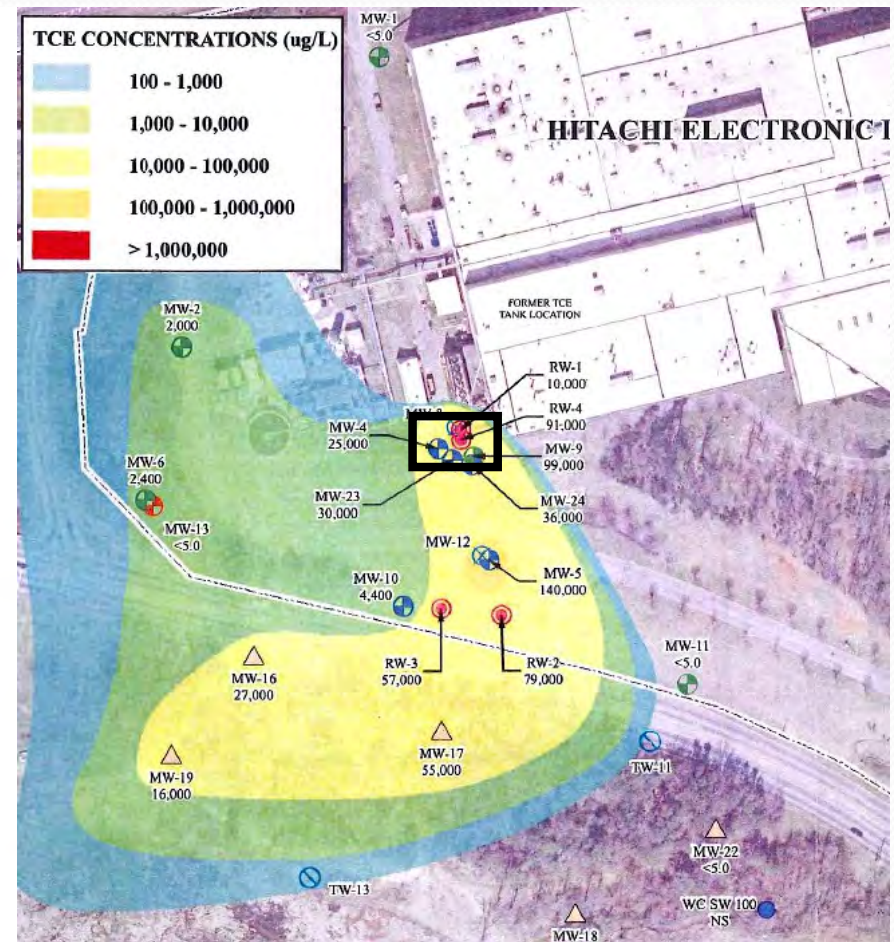 TCE CONCENTRATIONS (ug/L)
100 - 1,000
1,000 - 10,000
10,000 - 100,000
100,000 - 1,000,000
> 1,000,000
MW-1
<5.0
HITACHI ELECTRONIC
FORMER TCE
TANK LOCATION
MW-2
2,000
RW-1
10,000
RW-4
91,000
MW-4
25,000
MW-9
99,000
MW-6
2,400
MW-23
30,000
MW-24
36,000
MW-13
<5.0
MW-12
MW-5
140,000
MW-10
4,400
MW-11
<5.0
MW-16
27,000
RW-3
57,000
RW-2
79,000
MW-17
55,000
MW-19
16,000
TW-11
MW-22
<5.0
TW-13
WC SW 100
NS
MW-18